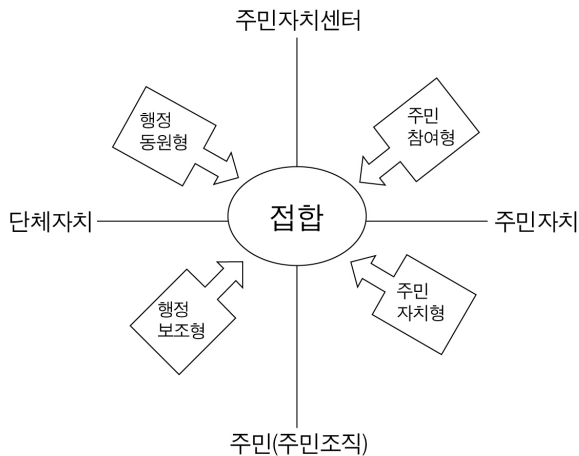 주민자치센터
행정
동원형
주민
참여형
단체자치
접합
주민자치
행정
보조형
주민
자치형
주민(주민조직)